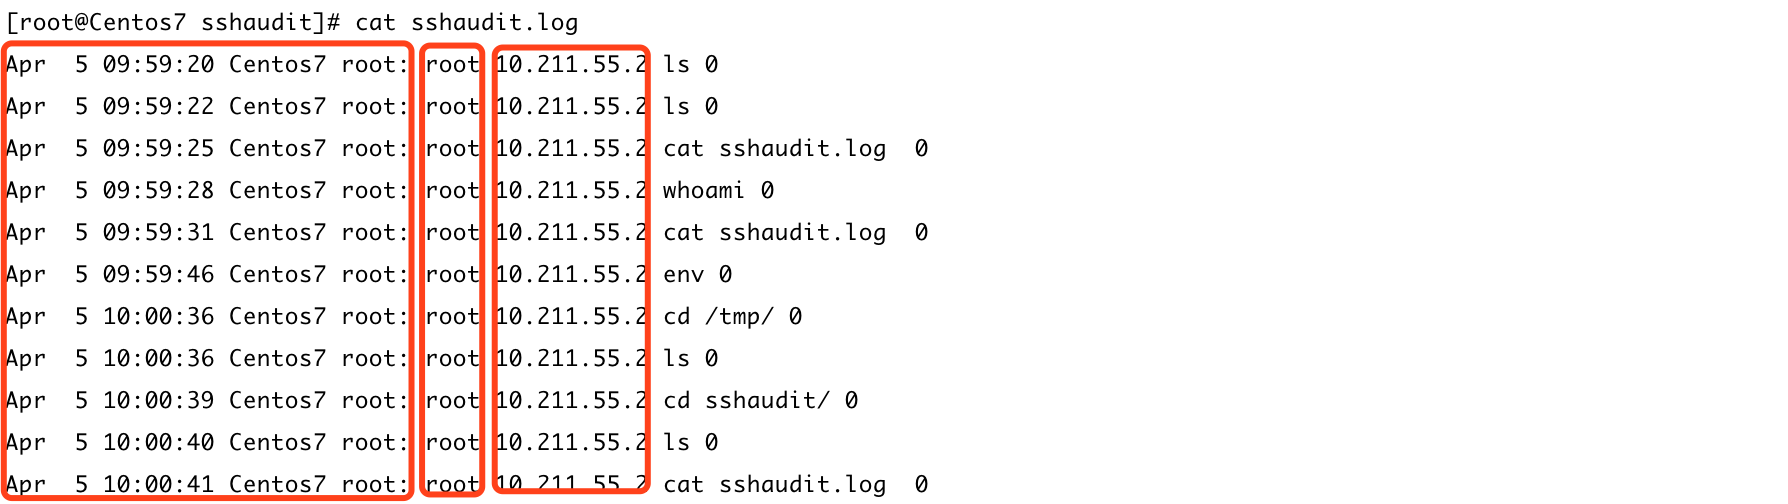 [root@Centos7 sshaudit]# cat sshaudit.log
Apr  5 09:59:20 Centos7 root: root 10.211.55.2 ls 0
Apr  5 09:59:22 Centos7 root: root 10.211.55.2 ls 0
Apr  5 09:59:25 Centos7 root: root 10.211.55.2 cat sshaudit.log  0
Apr  5 09:59:28 Centos7 root: root 10.211.55.2 whoami 0
Apr  5 09:59:31 Centos7 root: root 10.211.55.2 cat sshaudit.log  0
Apr  5 09:59:46 Centos7 root: root 10.211.55.2 env 0
Apr  5 10:00:36 Centos7 root: root 10.211.55.2 cd /tmp/ 0
Apr  5 10:00:36 Centos7 root: root 10.211.55.2 ls 0
Apr  5 10:00:39 Centos7 root: root 10.211.55.2 cd sshaudit/ 0
Apr  5 10:00:40 Centos7 root: root 10.211.55.2 ls 0
Apr  5 10:00:41 Centos7 root: root 10.211.55.2 cat sshaudit.log  0